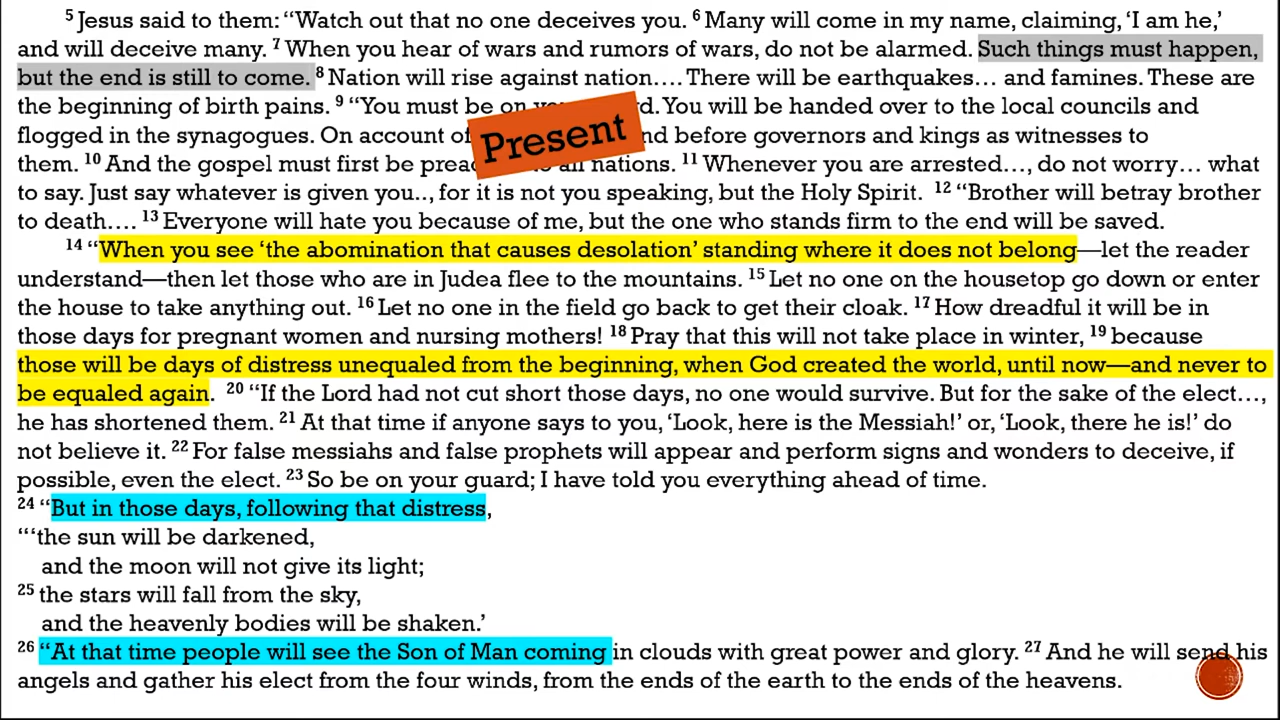 5 Jesus said to them: “Watch out that no one deceives you. 6 Many will come in my name, claiming, ‘I am he,’
and will deceive many. 7 When you hear of wars and rumors of wars, do not be alarmed. Such things must happen,
but the end is still to come. 8 Nation will rise against nation…. There will be earthquakes… and famines. These are
the beginning of birth pains. 9 “You must be on d. You will be handed over to the local councils and
flogged in the synagogues. On account of nd before governors and kings as witnesses to
Present
them. 10 And the gospel must first be preac all nations. 11 Whenever you are arrested…, do not worry… what
to say. Just say whatever is given you.., for it is not you speaking, but the Holy Spirit. 12 “Brother will betray brother
to death…. 13 Everyone will hate you because of me, but the one who stands firm to the end will be saved.
14 “When you see ‘the abomination that causes desolation’ standing where it does not belong—let the reader
understand—then let those who are in Judea flee to the mountains. 15 Let no one on the housetop go down or enter
the house to take anything out. 16 Let no one in the field go back to get their cloak. 17 How dreadful it will be in
those days for pregnant women and nursing mothers! 18 Pray that this will not take place in winter, 19 because
those will be days of distress unequaled from the beginning, when God created the world, until now—and never to
be equaled again. 20 “If the Lord had not cut short those days, no one would survive. But for the sake of the elect…,
he has shortened them. 21 At that time if anyone says to you, ‘Look, here is the Messiah!’ or, ‘Look, there he is!’ do
not believe it. 22 For false messiahs and false prophets will appear and perform signs and wonders to deceive, if
possible, even the elect. 23 So be on your guard; I have told you everything ahead of time.
24 “But in those days, following that distress,
“‘the sun will be darkened,
and the moon will not give its light;
25 the stars will fall from the sky,
and the heavenly bodies will be shaken.’
26 “At that time people will see the Son of Man coming in clouds with great power and glory. 27 And he will send his
angels and gather his elect from the four winds, from the ends of the earth to the ends of the heavens.